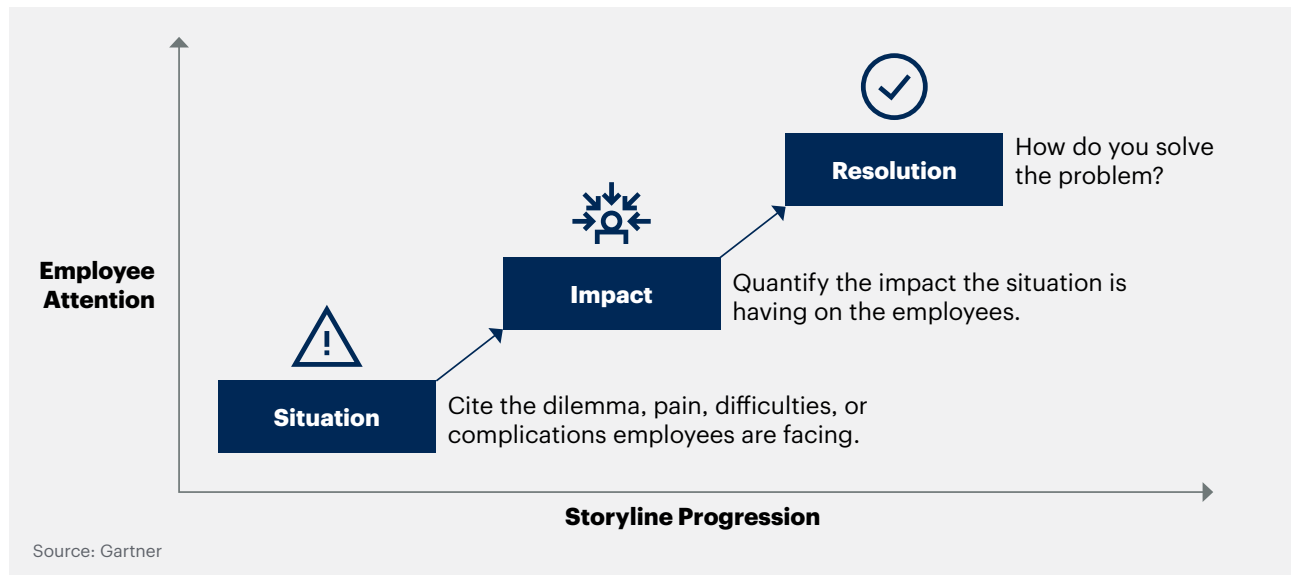 Resolution
How do you solve
the problem?
Impact
Quantify the impact the situation is
having on the employees.
Employee
Attention
Situation
Cite the dilemma, pain, difficulties, or
complications employees are facing.
Storyline Progression
Source: Gartner